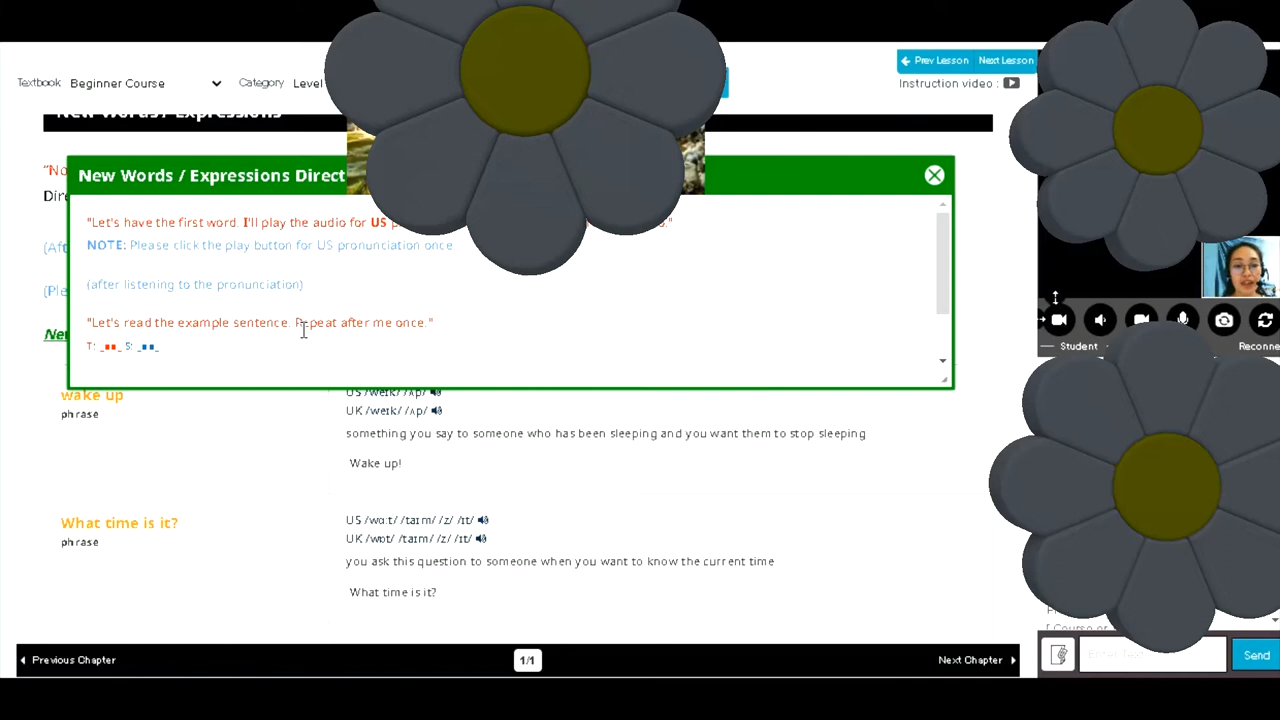 Prev Lesson Next Lesson
Textbook Beginner Course Category Level
Instruction video :
New Words / Expressions
New Words / Expressions Direct
"Let's have the first word. I'll play the audio for US
NOTE: Please click the play button for US pronunciation once
(after listening to the pronunciation)
"Let's read the example sentence. Repeat after me once."
T: _■■_ S: _■■_
wake up
phrase
US /weɪk/ /ʌp/
UK /weɪk/ /ʌp/
something you say to someone who has been sleeping and you want them to stop sleeping
Wake up!
What time is it?
phrase
US /wɑːt/ /taɪm/ /z/ /ɪt/
UK /wɒt/ /taɪm/ /z/ /ɪt/
you ask this question to someone when you want to know the current time
What time is it?
Previous Chapter
1/1
Next Chapter
Student
Enter Text
Send